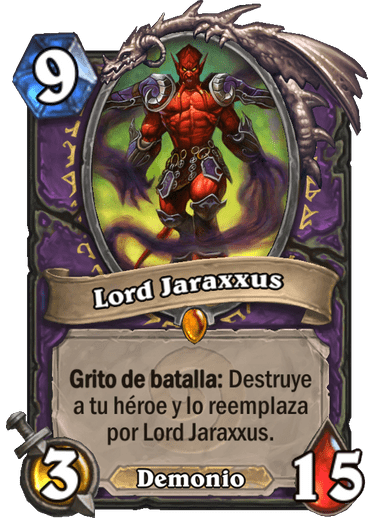 9
Lord Jaraxxus
Grito de batalla: Destruye
a tu héroe y lo reemplaza
por Lord Jaraxxus.
3
Demonio
15